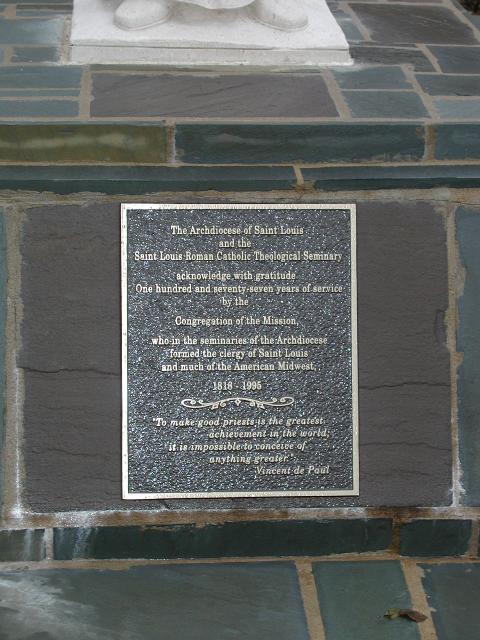 The Archdiocese of Saint Louis
and the
Saint Louis Roman Catholic Theological Seminary
acknowledge with gratitude
One hundred and seventy-seven years of service
by the
Congregation of the Mission,
who in the seminaries of the Archdiocese
formed the clergy of Saint Louis
and much of the American Midwest,
1818 - 1995
"To make good priests is the greatest
achievement in the world;
it is impossible to conceive of
anything greater."
Vincent de Paul